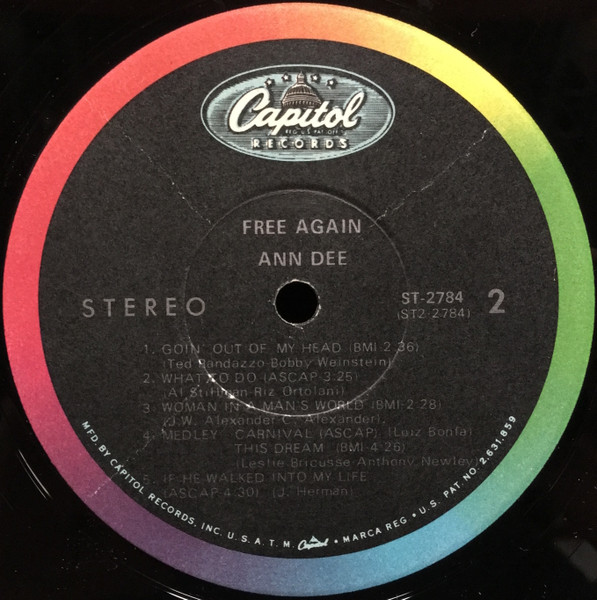 Capitol
REG. U.S. PAT. OFF.
RECORDS
FREE AGAIN
ANN DEE
STEREO
ST-2784
(ST2-2784)
2
1. GOIN' OUT OF MY HEAD (BMI-2:36)
(Ted Randazzo-Bobby Weinstein)
2. WHAT TO DO (ASCAP-3:25)
(Al Stillman-Riz Ortolani)
3. WOMAN IN A MAN'S WORLD (BMI-2:28)
(J.W. Alexander-C. Alexander)
4. MEDLEY CARNIVAL (ASCAP) (Luiz Bonfa)
THIS DREAM (BMI-4:26)
(Leslie Bricusse-Anthony Newley)
5. IF HE WALKED INTO MY LIFE
(ASCAP-4:30) (J. Herman)
MFD. BY CAPITOL RECORDS, INC. U.S.A. T.M. Capitol • MARCA REG. • U.S. PAT. NO. 2,631,859